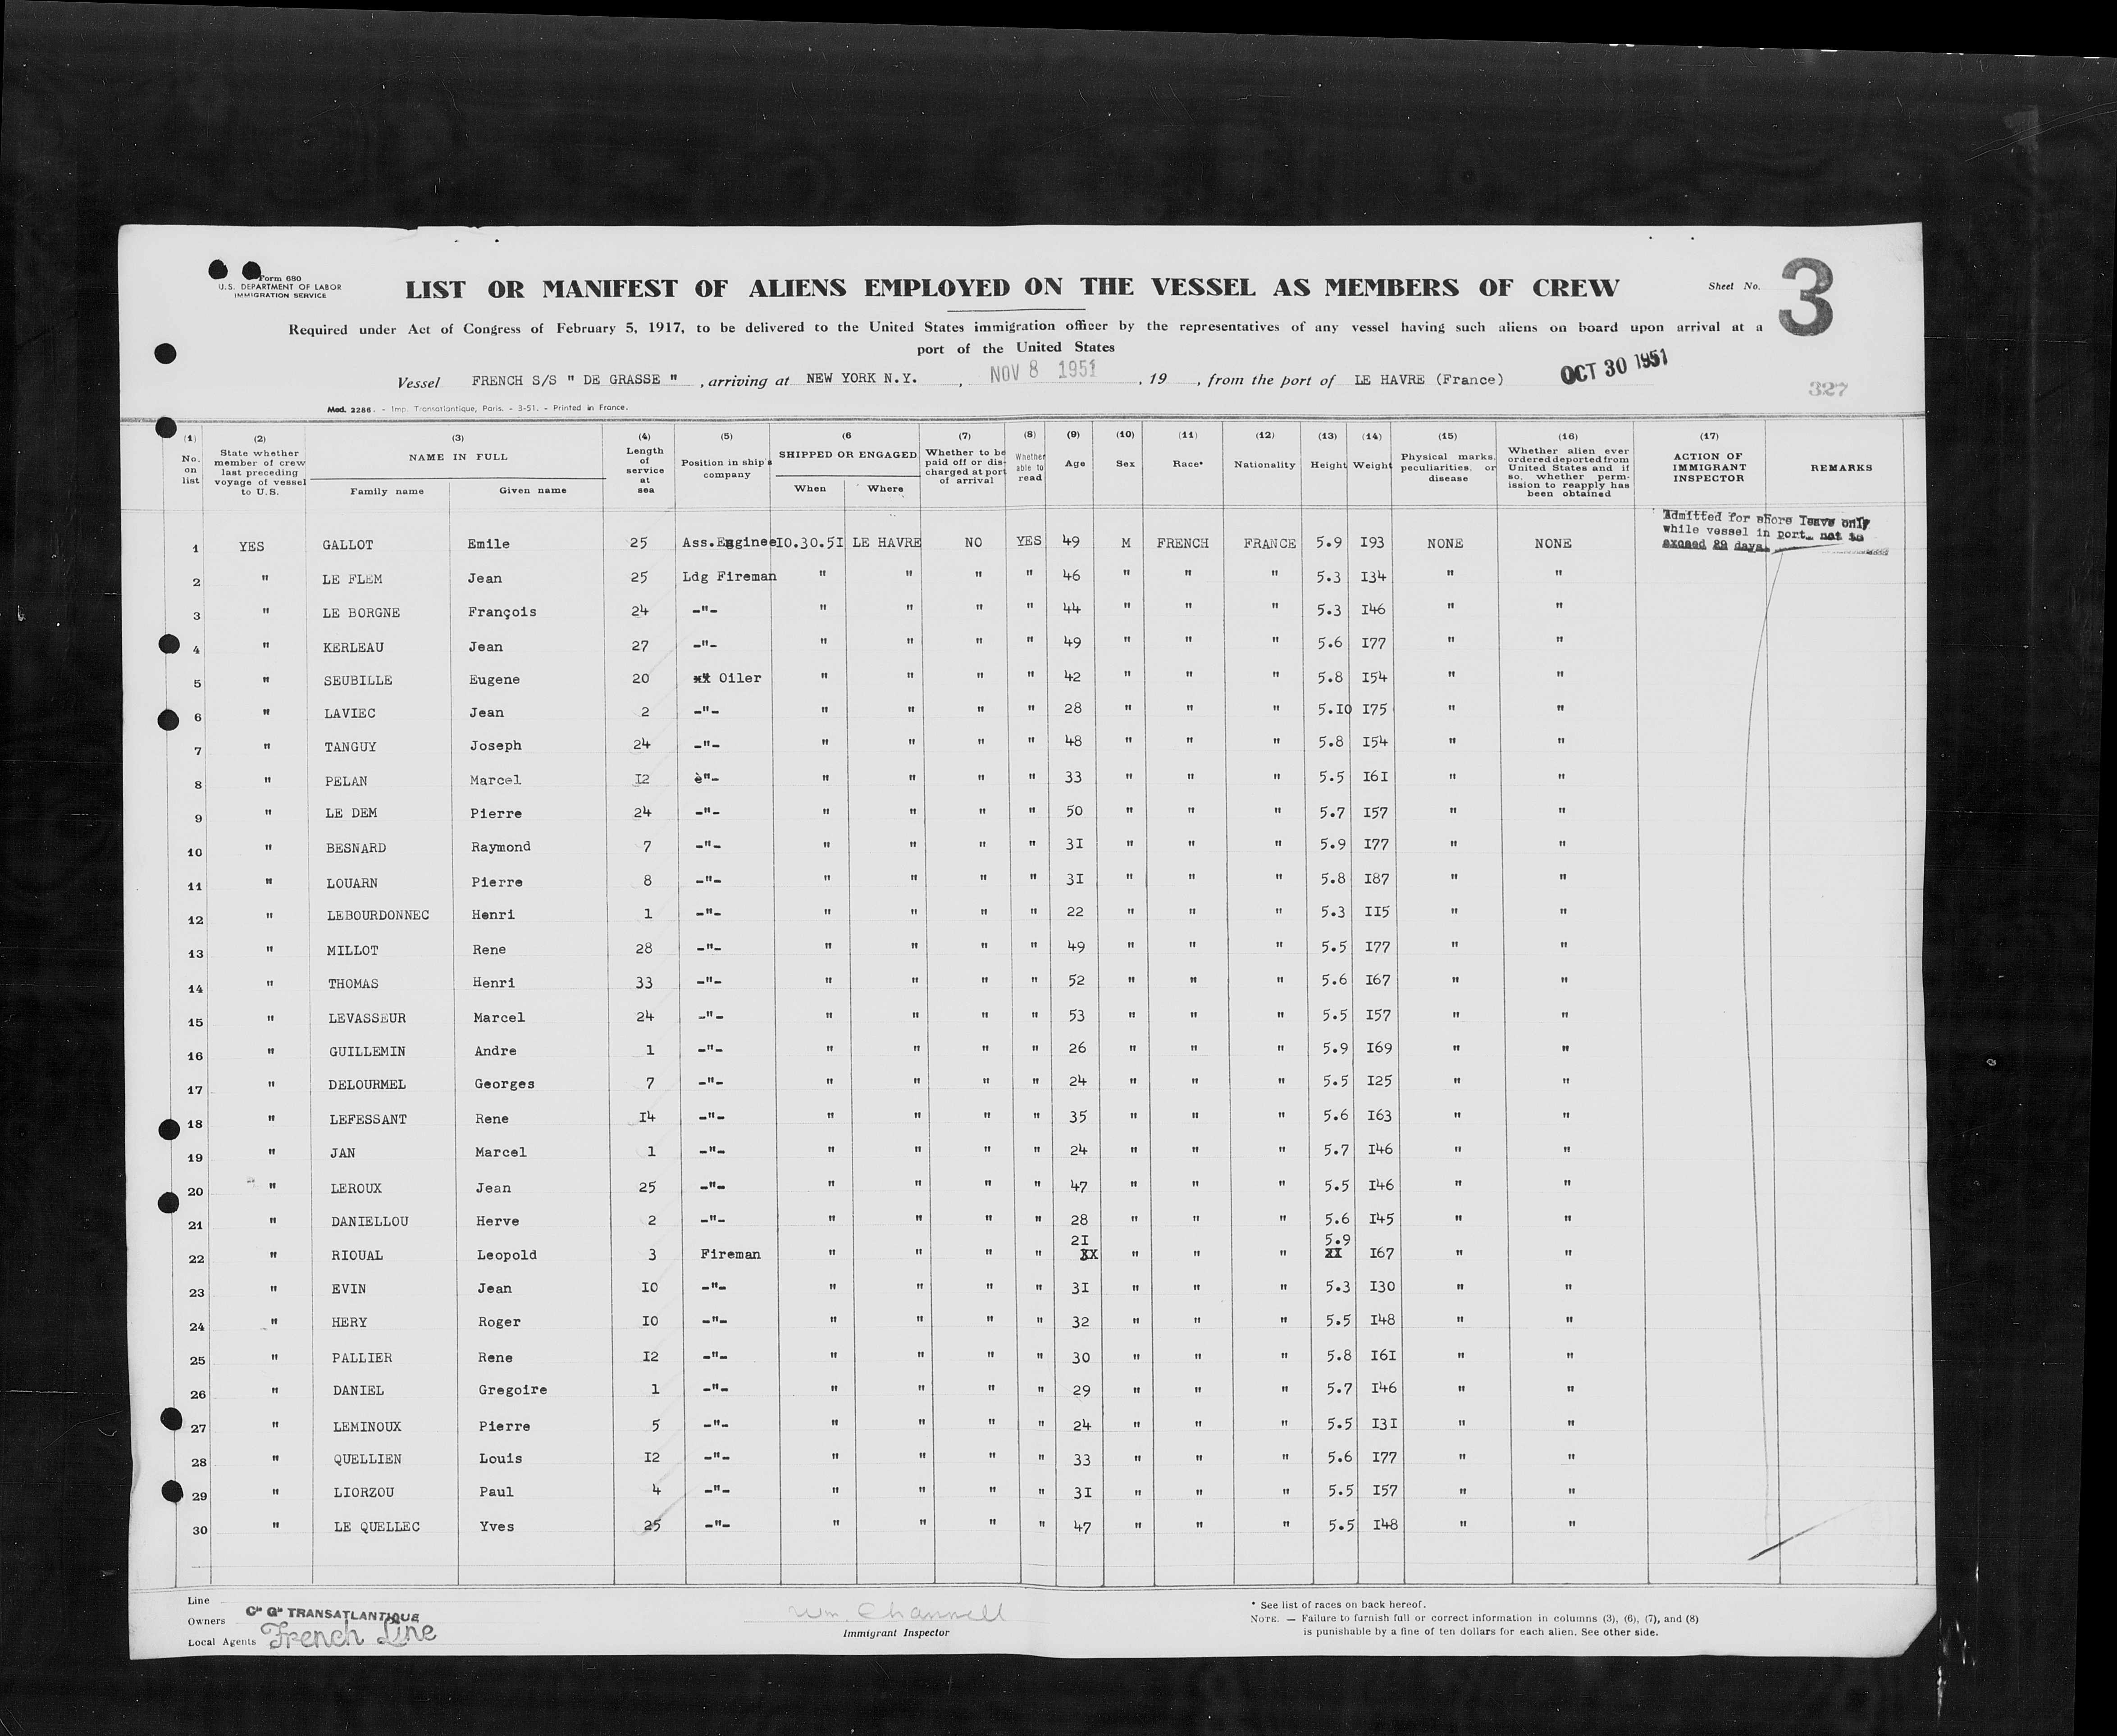 Form 680
U.S. DEPARTMENT OF LABOR
IMMIGRATION SERVICE
LIST OR MANIFEST OF ALIENS EMPLOYED ON THE VESSEL AS MEMBERS OF CREW
Sheet No. 3
Required under Act of Congress of February 5, 1917, to be delivered to the United States immigration officer by the representatives of any vessel having such aliens on board upon arrival at a
port of the United States
Vessel FRENCH S/S " DE GRASSE " , arriving at NEW YORK N.Y. , NOV 8 1951 , 19 , from the port of LE HAVRE (France) OCT 30 1951
327
Mod. 2286. - Imp. Transatlantique, Paris. - 3-51. - Printed in France.
(1) No. on list (2) State whether member of crew last preceding voyage of vessel to U.S. (3) NAME IN FULL Family name Given name (4) Length of service at sea (5) Position in ship's company (6 SHIPPED OR ENGAGED When Where (7) Whether to be paid off or discharged at port of arrival (8) Whether able to read (9) Age (10) Sex (11) Race* (12) Nationality (13) Height (14) Weight (15) Physical marks, peculiarities, or disease (16) Whether alien ever ordered deported from United States and if so, whether permission to reapply has been obtained (17) ACTION OF IMMIGRANT INSPECTOR REMARKS
Admitted for shore leave only
while vessel in port. not to
exceed 29 days.
1 YES GALLOT Emile 25 Ass.Enginee 10.30.51 LE HAVRE NO YES 49 M FRENCH FRANCE 5.9 I93 NONE NONE
2 " LE FLEM Jean 25 Ldg Fireman " " " " 46 " " " 5.3 I34 " "
3 " LE BORGNE François 24 -"- " " " " 44 " " " 5.3 I46 " "
4 " KERLEAU Jean 27 -"- " " " " 49 " " " 5.6 I77 " "
5 " SEUBILLE Eugene 20 xx Oiler " " " " 42 " " " 5.8 I54 " "
6 " LAVIEC Jean 2 -"- " " " " 28 " " " 5.I0 I75 " "
7 " TANGUY Joseph 24 -"- " " " " 48 " " " 5.8 I54 " "
8 " PELAN Marcel I2 è"- " " " " 33 " " " 5.5 I6I " "
9 " LE DEM Pierre 24 -"- " " " " 50 " " " 5.7 I57 " "
10 " BESNARD Raymond 7 -"- " " " " 3I " " " 5.9 I77 " "
11 " LOUARN Pierre 8 -"- " " " " 3I " " " 5.8 I87 " "
12 " LEBOURDONNEC Henri 1 -"- " " " " 22 " " " 5.3 II5 " "
13 " MILLOT Rene 28 -"- " " " " 49 " " " 5.5 I77 " "
14 " THOMAS Henri 33 -"- " " " " 52 " " " 5.6 I67 " "
15 " LEVASSEUR Marcel 24 -"- " " " " 53 " " " 5.5 I57 " "
16 " GUILLEMIN Andre 1 -"- " " " " 26 " " " 5.9 I69 " "
17 " DELOURMEL Georges 7 -"- " " " " 24 " " " 5.5 I25 " "
18 " LEFESSANT Rene I4 -"- " " " " 35 " " " 5.6 I63 " "
19 " JAN Marcel 1 -"- " " " " 24 " " " 5.7 I46 " "
20 " LEROUX Jean 25 -"- " " " " 47 " " " 5.5 I46 " "
21 " DANIELLOU Herve 2 -"- " " " " 28 " " " 5.6 I45 " "
22 " RIOUAL Leopold 3 Fireman " " " " 2I " " " 5.9 I67 " "
23 " EVIN Jean I0 -"- " " " " 3I " " " 5.3 I30 " "
24 " HERY Roger I0 -"- " " " " 32 " " " 5.5 I48 " "
25 " PALLIER Rene I2 -"- " " " " 30 " " " 5.8 I6I " "
26 " DANIEL Gregoire 1 -"- " " " " 29 " " " 5.7 I46 " "
27 " LEMINOUX Pierre 5 -"- " " " " 24 " " " 5.5 I3I " "
28 " QUELLIEN Louis I2 -"- " " " " 33 " " " 5.6 I77 " "
29 " LIORZOU Paul 4 -"- " " " " 3I " " " 5.5 I57 " "
30 " LE QUELLEC Yves 25 -"- " " " " 47 " " " 5.5 I48 " "
Line
Owners Cie Gle TRANSATLANTIQUE
Local Agents French Line
Wm. Channell
Immigrant Inspector
* See list of races on back hereof.
NOTE. — Failure to furnish full or correct information in columns (3), (6), (7), and (8)
is punishable by a fine of ten dollars for each alien. See other side.